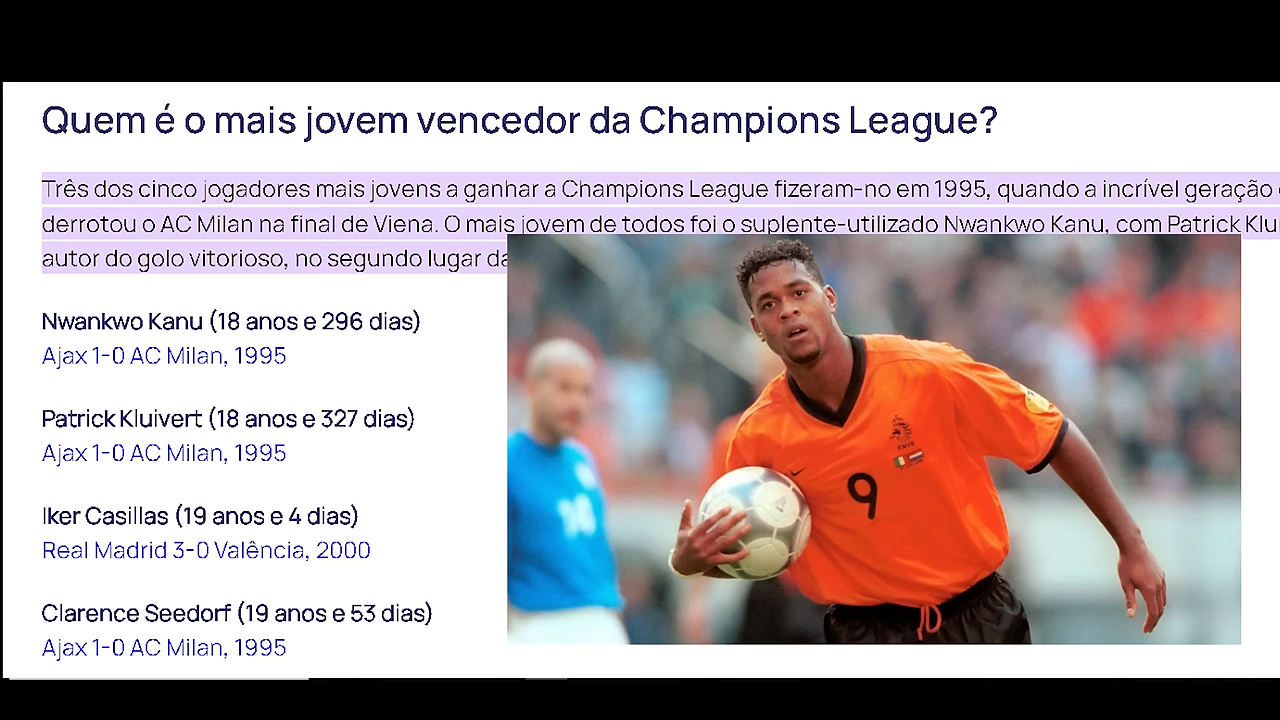 Quem é o mais jovem vencedor da Champions League?
Três dos cinco jogadores mais jovens a ganhar a Champions League fizeram-no em 1995, quando a incrível geração
derrotou o AC Milan na final de Viena. O mais jovem de todos foi o suplente-utilizado Nwankwo Kanu, com Patrick Klu
autor do golo vitorioso, no segundo lugar da
Nwankwo Kanu (18 anos e 296 dias)
Ajax 1-0 AC Milan, 1995
Patrick Kluivert (18 anos e 327 dias)
Ajax 1-0 AC Milan, 1995
Iker Casillas (19 anos e 4 dias)
Real Madrid 3-0 Valência, 2000
Clarence Seedorf (19 anos e 53 dias)
Ajax 1-0 AC Milan, 1995
9